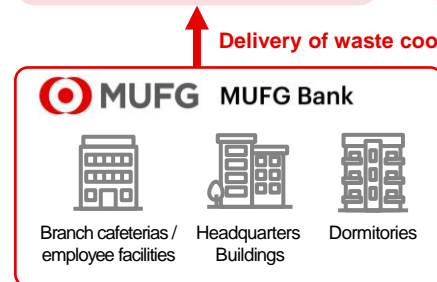 Delivery of waste coo
MUFG MUFG Bank
Branch cafeterias / Headquarters Dormitories
employee facilities Buildings